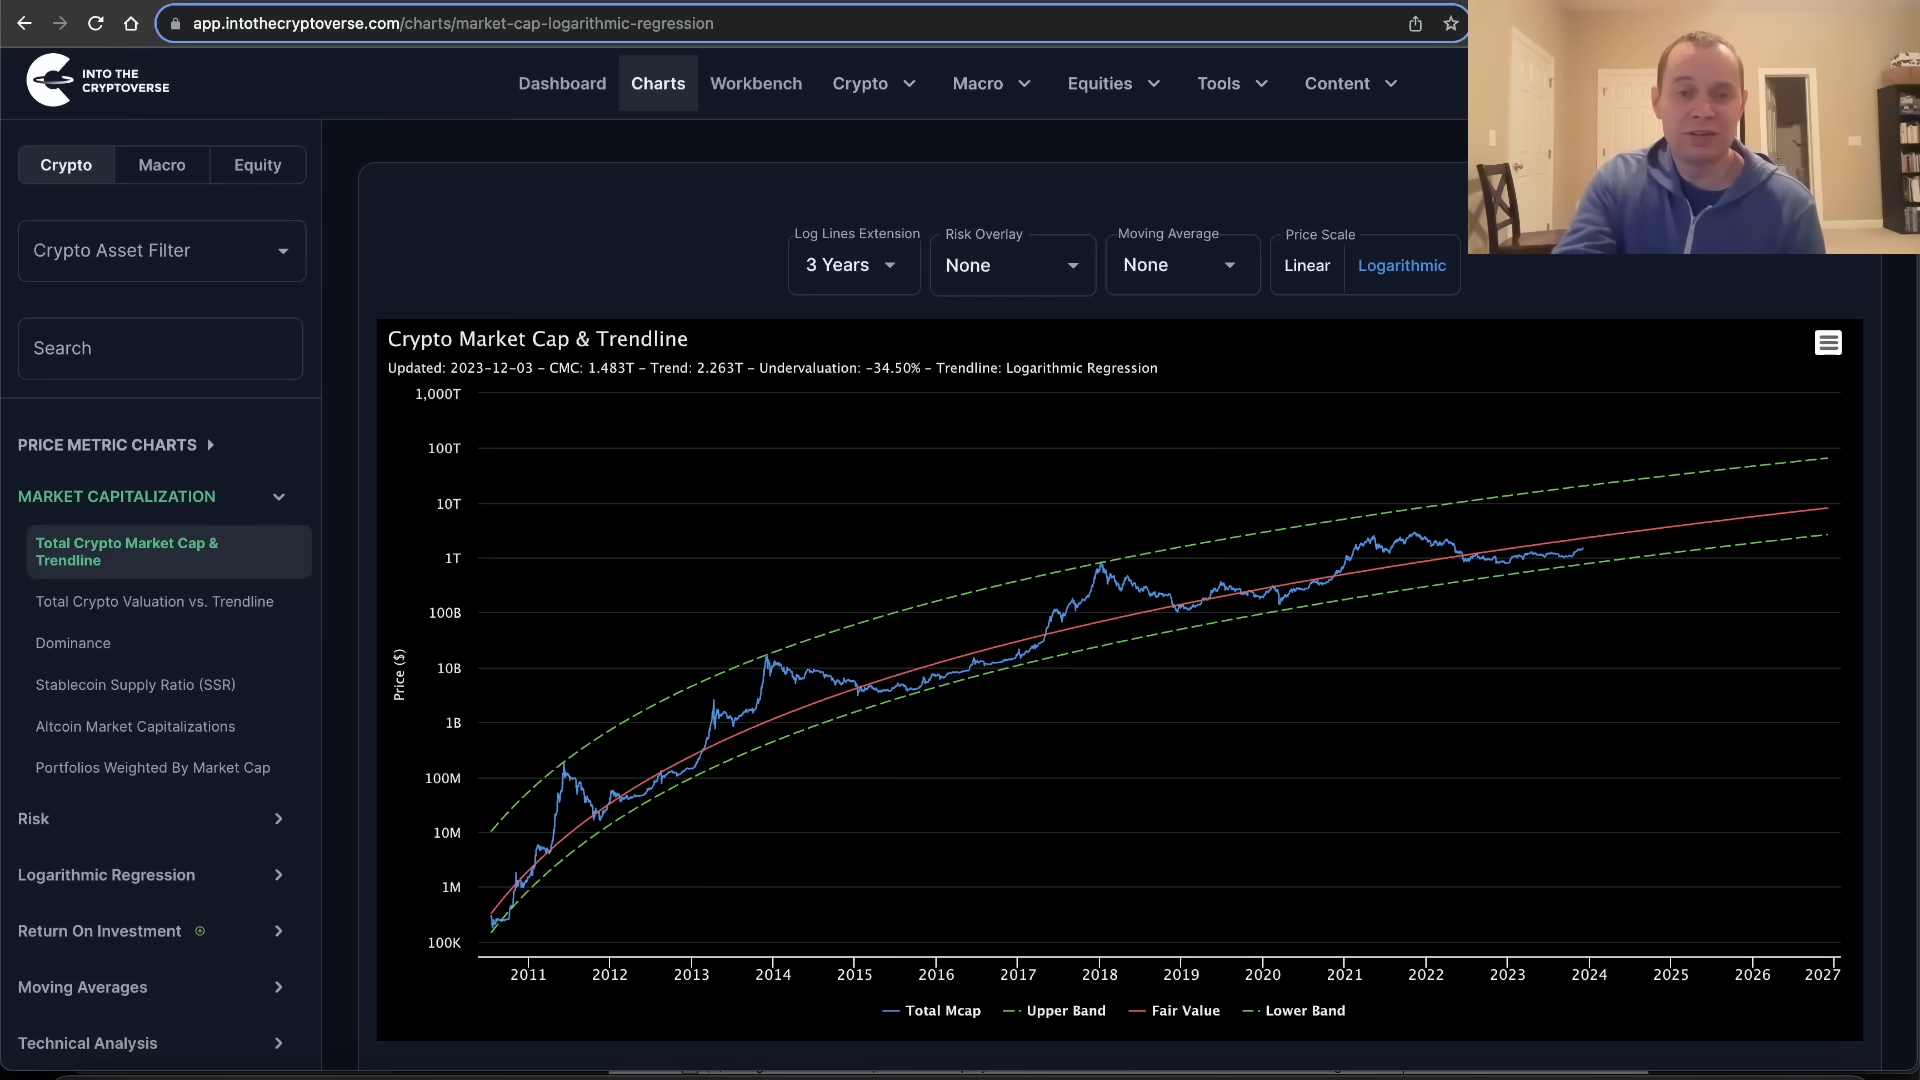 app.intothecryptoverse.com/charts/market-cap-logarithmic-regression
INTO THE
CRYPTOVERSE
Dashboard
Charts
Workbench
Crypto
Macro
Equities
Tools
Content
Crypto
Macro
Equity
Crypto Asset Filter
Search
PRICE METRIC CHARTS
MARKET CAPITALIZATION
Total Crypto Market Cap &
Trendline
Total Crypto Valuation vs. Trendline
Dominance
Stablecoin Supply Ratio (SSR)
Altcoin Market Capitalizations
Portfolios Weighted By Market Cap
Risk
Logarithmic Regression
Return On Investment
Moving Averages
Technical Analysis
Log Lines Extension
3 Years
Risk Overlay
None
Moving Average
None
Price Scale
Linear
Logarithmic
Crypto Market Cap & Trendline
Updated: 2023-12-03 – CMC: 1.483T – Trend: 2.263T – Undervaluation: -34.50% – Trendline: Logarithmic Regression
1,000T
100T
10T
1T
100B
10B
1B
100M
10M
1M
100K
Price ($)
2011
2012
2013
2014
2015
2016
2017
2018
2019
2020
2021
2022
2023
2024
2025
2026
2027
Total Mcap
Upper Band
Fair Value
Lower Band